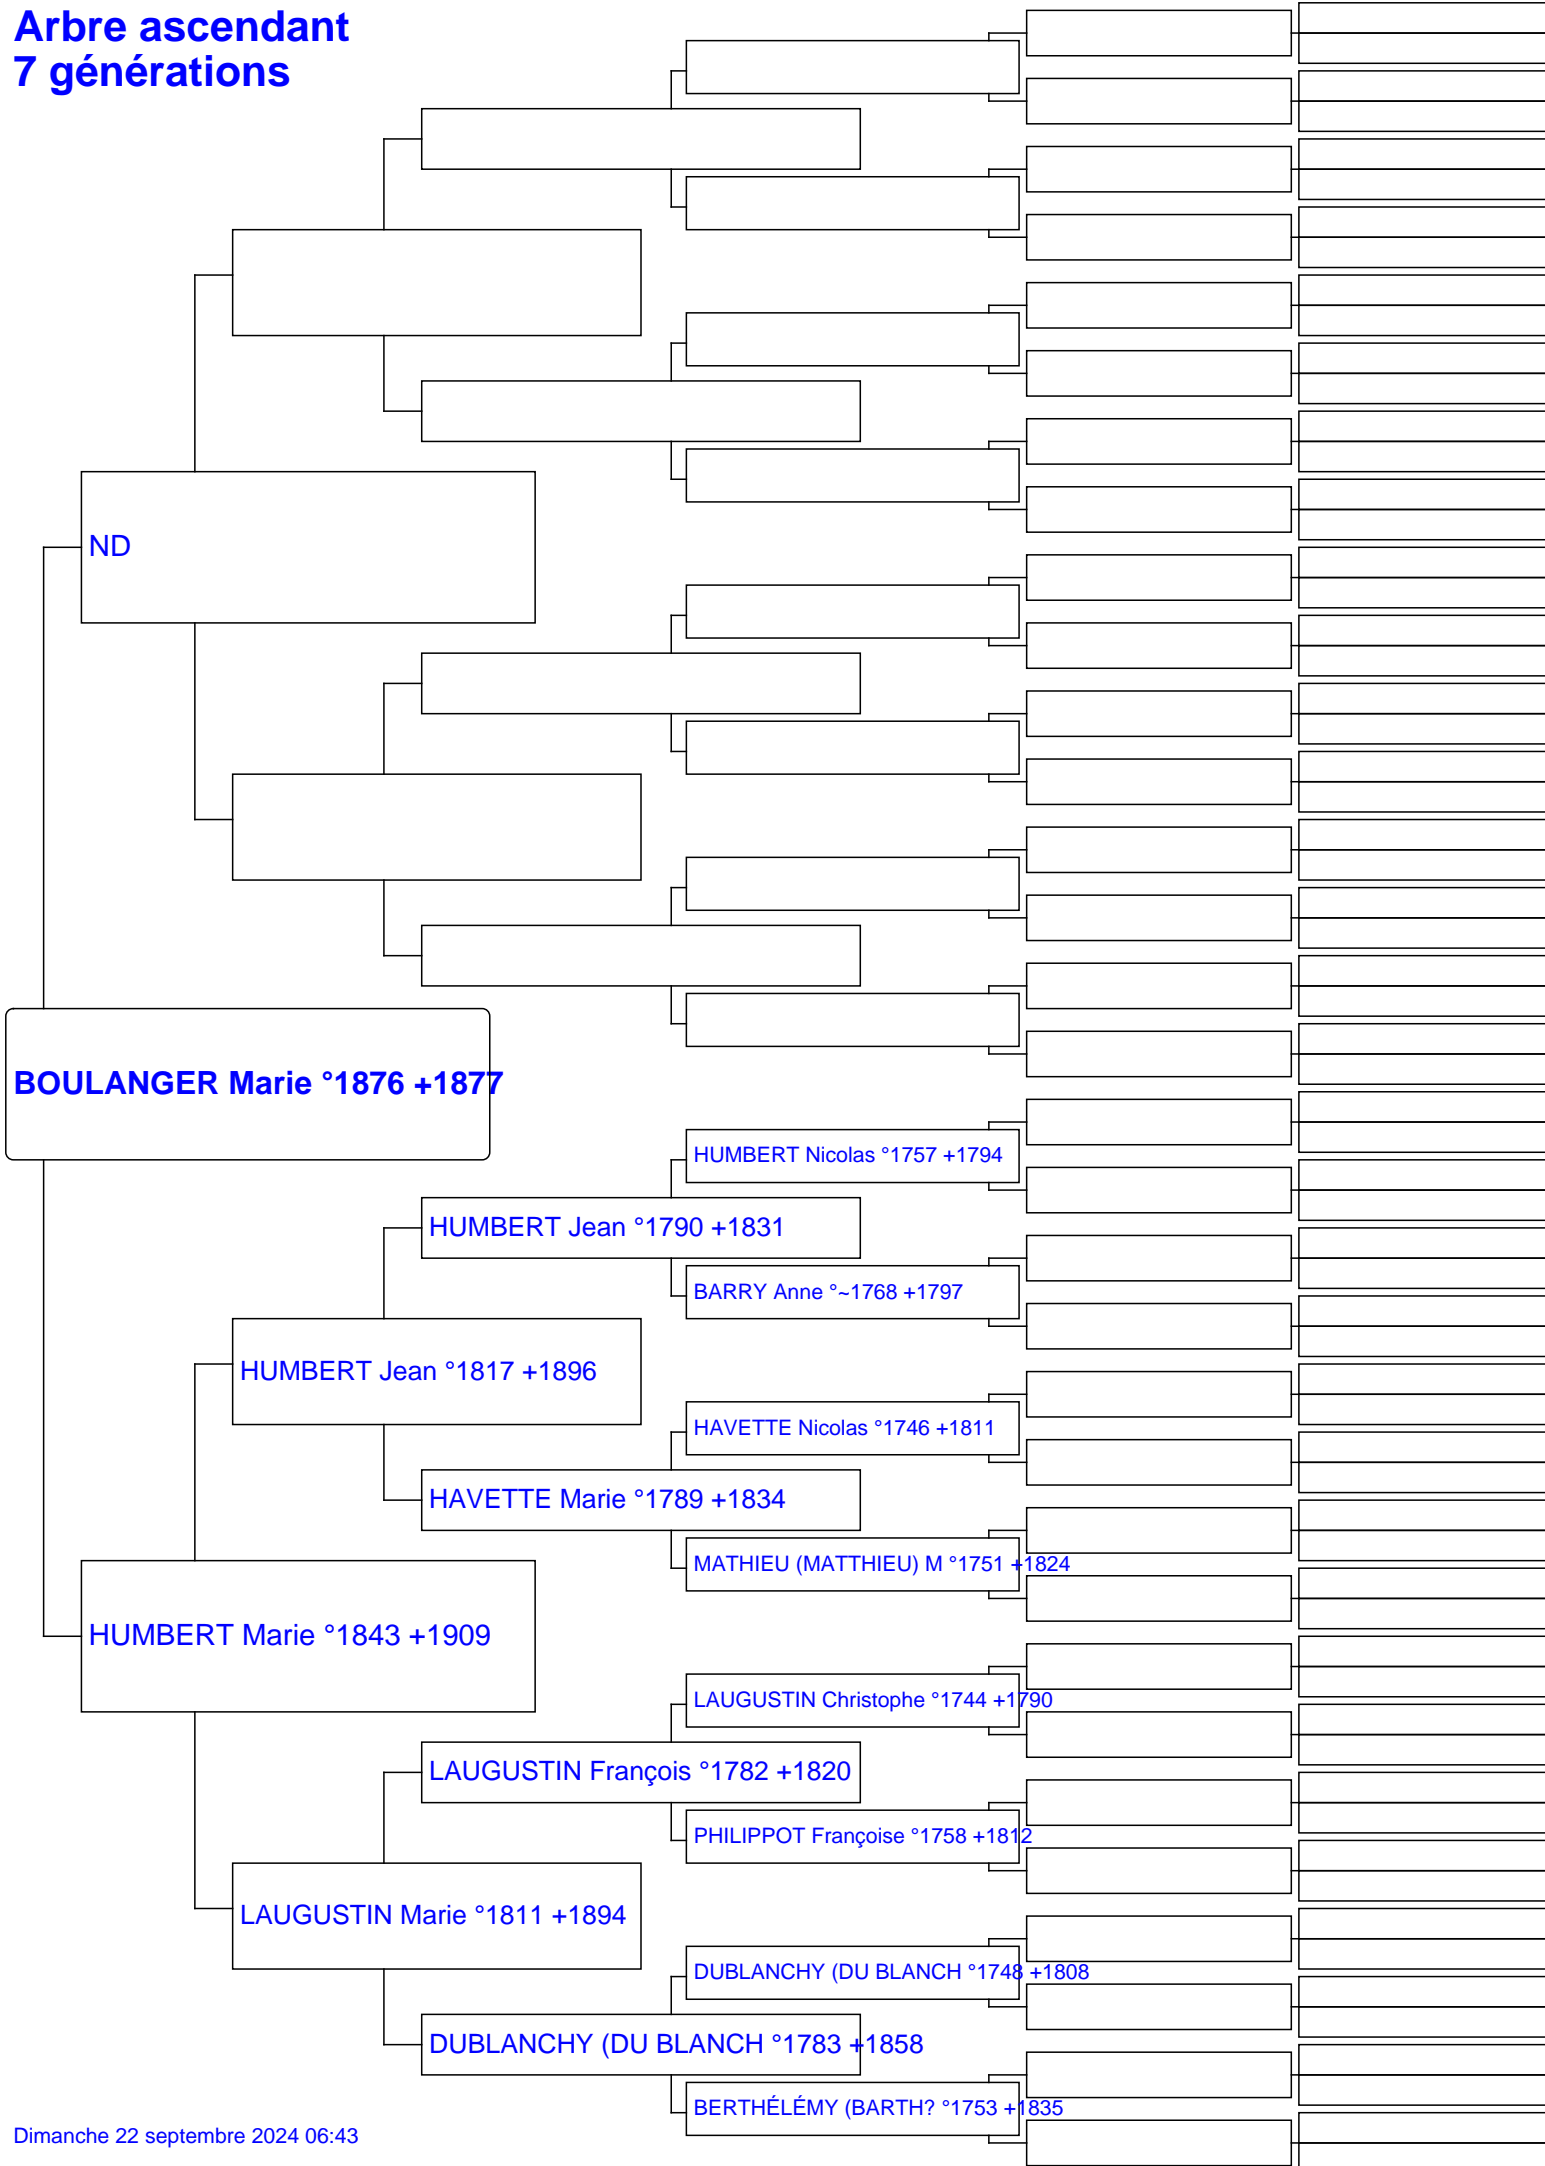 Arbre ascendant
7 générations
ND
BOULANGER Marie °1876 +1877
HUMBERT Nicolas °1757 +1794
HUMBERT Jean °1790 +1831
BARRY Anne °~1768 +1797
HUMBERT Jean °1817 +1896
HAVETTE Nicolas °1746 +1811
HAVETTE Marie °1789 +1834
MATHIEU (MATTHIEU) M °1751 +1824
HUMBERT Marie °1843 +1909
LAUGUSTIN Christophe °1744 +1790
LAUGUSTIN François °1782 +1820
PHILIPPOT Françoise °1758 +1812
LAUGUSTIN Marie °1811 +1894
DUBLANCHY (DU BLANCH °1748 +1808
DUBLANCHY (DU BLANCH °1783 +1858
BERTHÉLÉMY (BARTH? °1753 +1835
Dimanche 22 septembre 2024 06:43